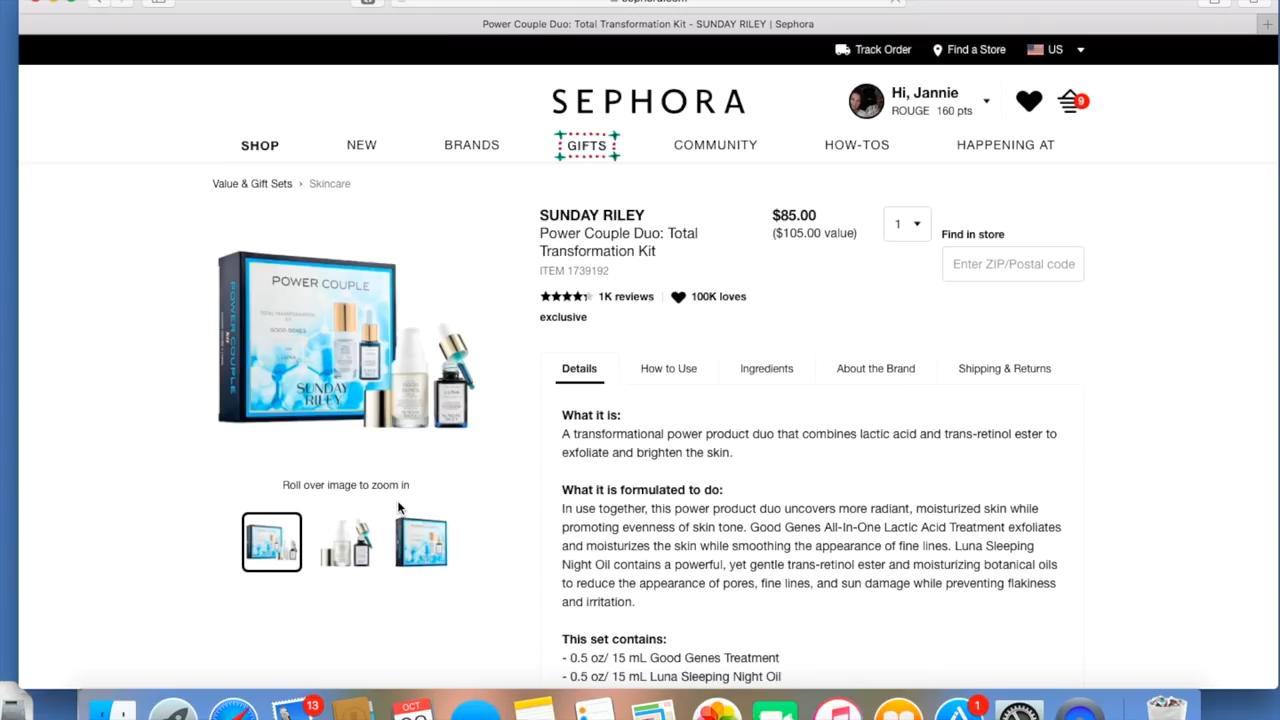 Power Couple Duo: Total Transformation Kit - SUNDAY RILEY | Sephora
Track Order
Find a Store
US
SEPHORA
Hi, Jannie
ROUGE 160 pts
9
SHOP
NEW
BRANDS
GIFTS
COMMUNITY
HOW-TOS
HAPPENING AT
Value & Gift Sets › Skincare
SUNDAY RILEY
Power Couple Duo: Total
Transformation Kit
ITEM 1739192
1K reviews
100K loves
exclusive
$85.00
($105.00 value)
1
Find in store
Enter ZIP/Postal code
POWER COUPLE
POWER COUPLE
TOTAL TRANSFORMATION
KIT
GOOD GENES
LUNA
SUNDAY
RILEY
Roll over image to zoom in
Details
How to Use
Ingredients
About the Brand
Shipping & Returns
What it is:
A transformational power product duo that combines lactic acid and trans-retinol ester to
exfoliate and brighten the skin.
What it is formulated to do:
In use together, this power product duo uncovers more radiant, moisturized skin while
promoting evenness of skin tone. Good Genes All-In-One Lactic Acid Treatment exfoliates
and moisturizes the skin while smoothing the appearance of fine lines. Luna Sleeping
Night Oil contains a powerful, yet gentle trans-retinol ester and moisturizing botanical oils
to reduce the appearance of pores, fine lines, and sun damage while preventing flakiness
and irritation.
This set contains:
- 0.5 oz/ 15 mL Good Genes Treatment
- 0.5 oz/ 15 mL Luna Sleeping Night Oil
13
OCT
1